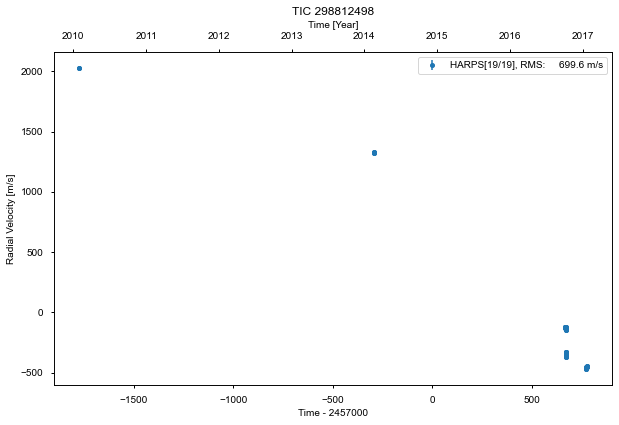 TIC 298812498
Time [Year]
2010 2011 2012 2013 2014 2015 2016 2017
HARPS[19/19], RMS: 699.6 m/s
2000
1500
1000
500
0
−500
Radial Velocity [m/s]
−1500 −1000 −500 0 500
Time - 2457000